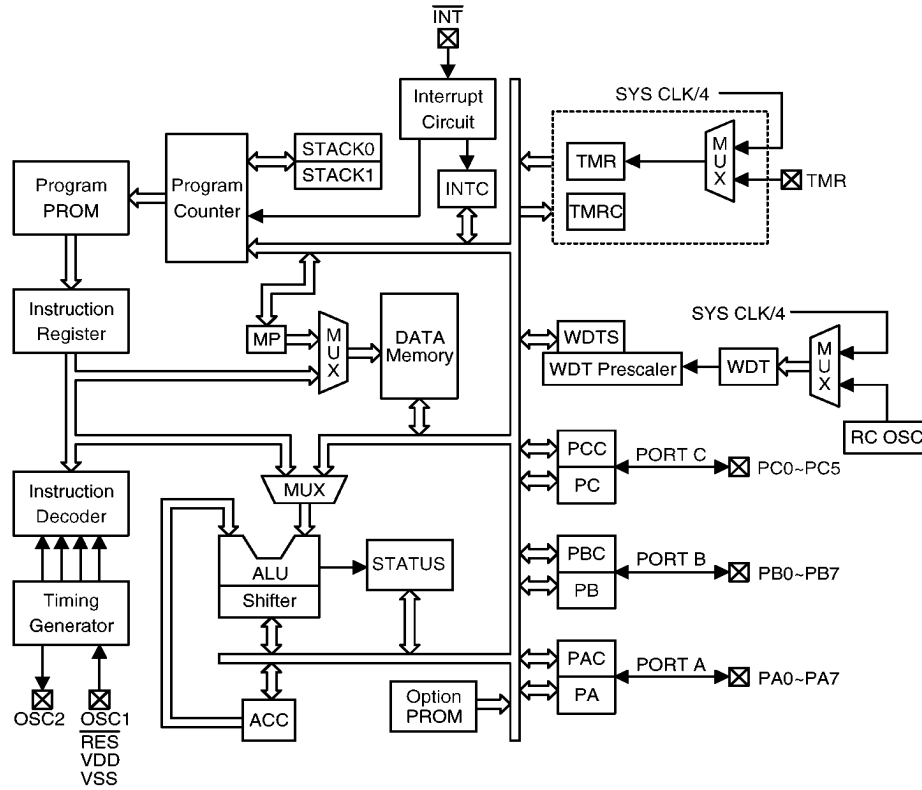 INT
Interrupt
Circuit
SYS CLK/4
STACK0
STACK1
INTC
TMR
MUX
TMR
TMRC
Program
PROM
Program
Counter
Instruction
Register
MP
MUX
DATA
Memory
SYS CLK/4
WDTS
WDT Prescaler
WDT
MUX
RC OSC
PCC
PC
PORT C
PC0~PC5
MUX
Instruction
Decoder
ALU
Shifter
STATUS
PBC
PB
PORT B
PB0~PB7
Timing
Generator
PAC
PA
PORT A
PA0~PA7
Option
PROM
ACC
OSC2
OSC1
RES
VDD
VSS